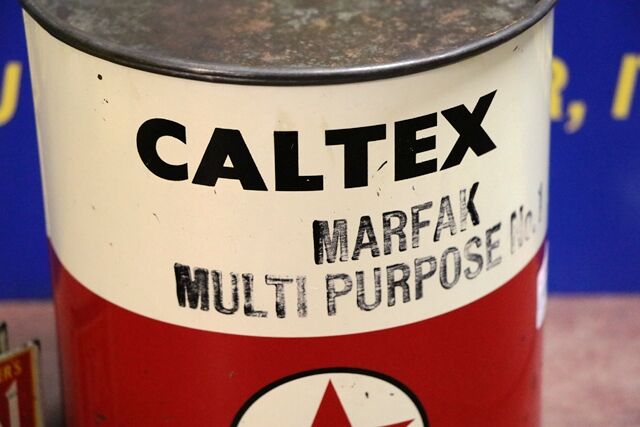 CALTEX
MARFAK
MULTI PURPOSE No.1